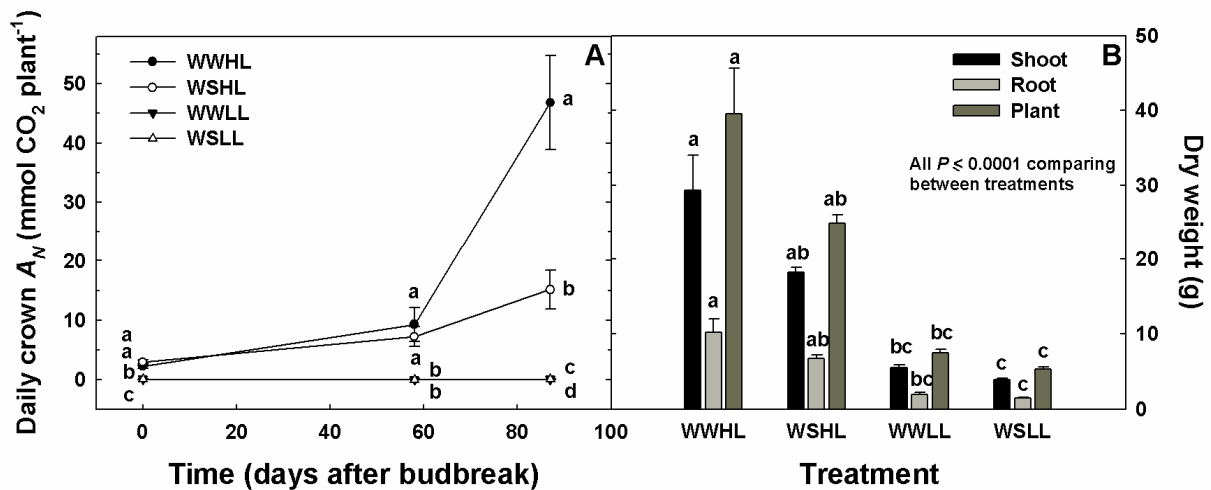 Daily crown A_N (mmol CO₂ plant⁻¹)
50
40
30
20
10
0
WWHL
WSHL
WWLL
WSLL
A
a
a
b
c
a
a
b
b
a
b
c
d
0
20
40
60
80
100
Time (days after budbreak)
B
Shoot
Root
Plant
All P ⩽ 0.0001 comparing
between treatments
a
a
a
ab
ab
ab
bc
bc
bc
c
c
c
WWHL
WSHL
WWLL
WSLL
Treatment
50
40
30
20
10
0
Dry weight (g)